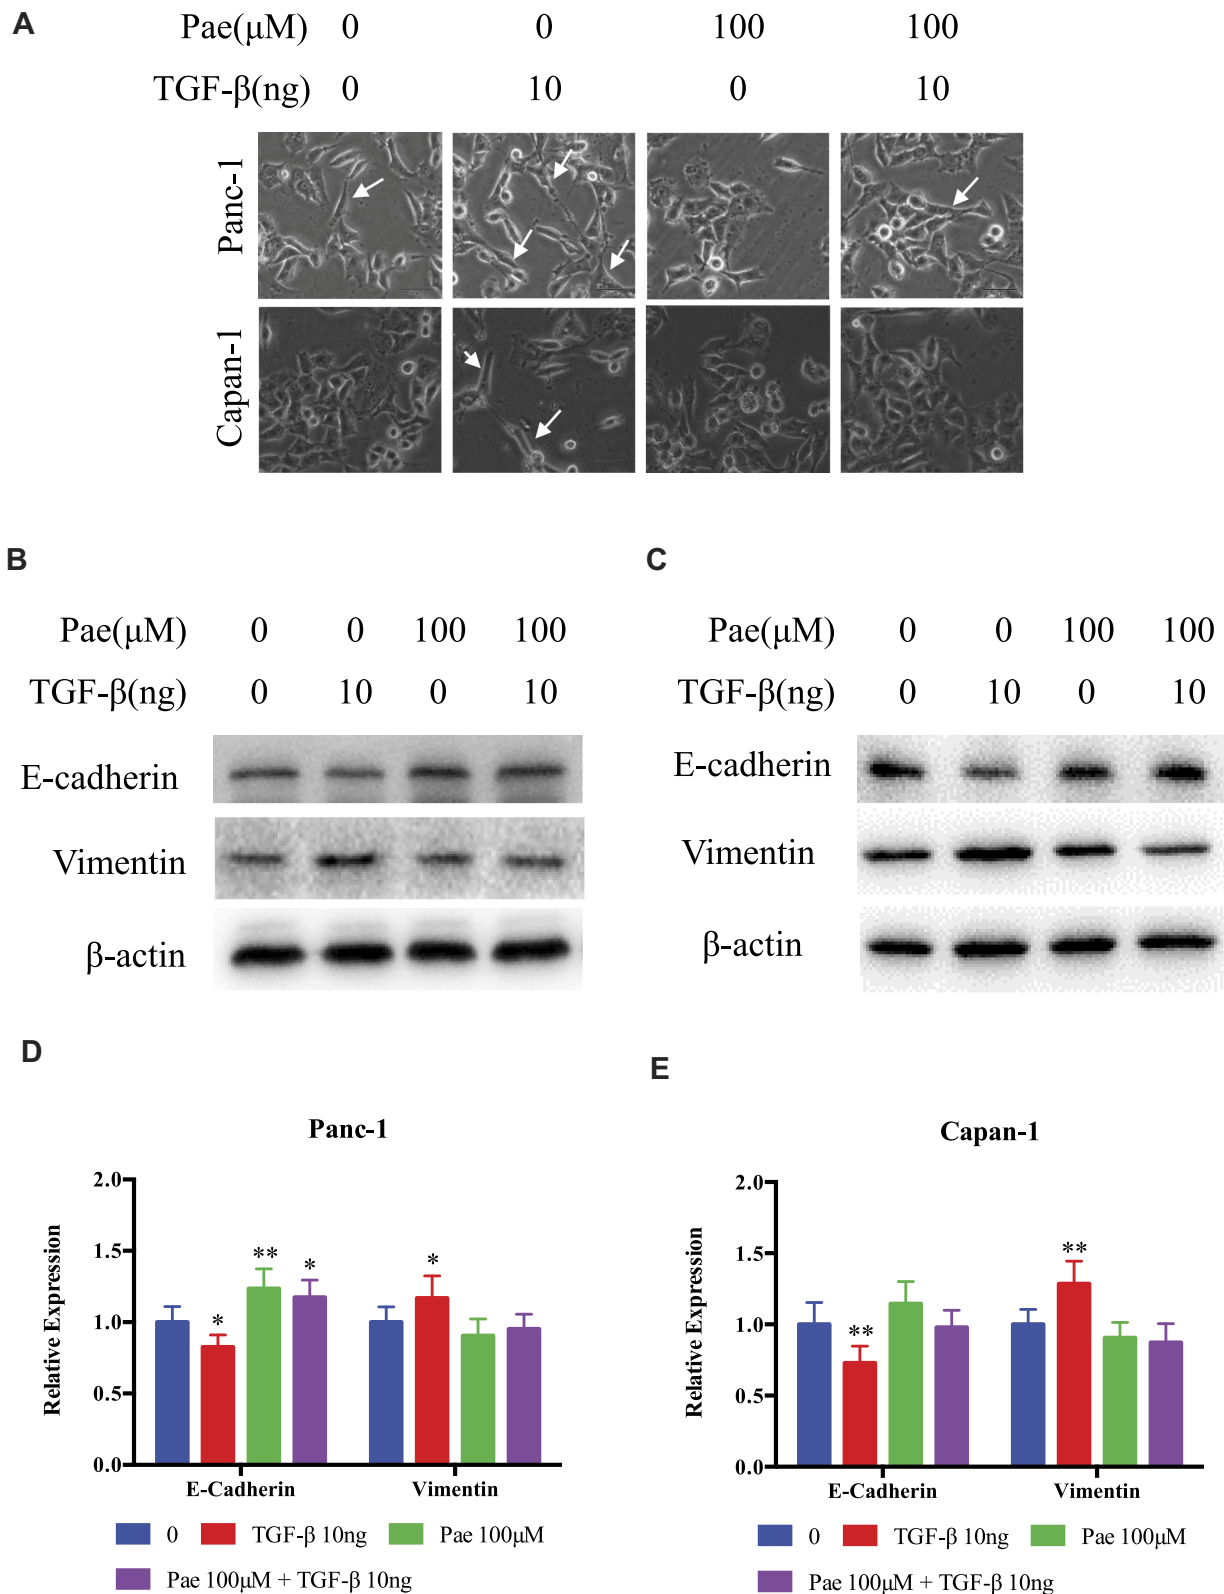 A
Pae(μM) 0 0 100 100
TGF-β(ng) 0 10 0 10
Panc-1
Capan-1
B
Pae(μM) 0 0 100 100
TGF-β(ng) 0 10 0 10
E-cadherin
Vimentin
β-actin
C
Pae(μM) 0 0 100 100
TGF-β(ng) 0 10 0 10
E-cadherin
Vimentin
β-actin
D
Panc-1
Relative Expression
2.0
1.5
1.0
0.5
0.0
* ** * *
E-Cadherin Vimentin
0 TGF-β 10ng Pae 100μM
Pae 100μM + TGF-β 10ng
E
Capan-1
Relative Expression
2.0
1.5
1.0
0.5
0.0
** **
E-Cadherin Vimentin
0 TGF-β 10ng Pae 100μM
Pae 100μM + TGF-β 10ng